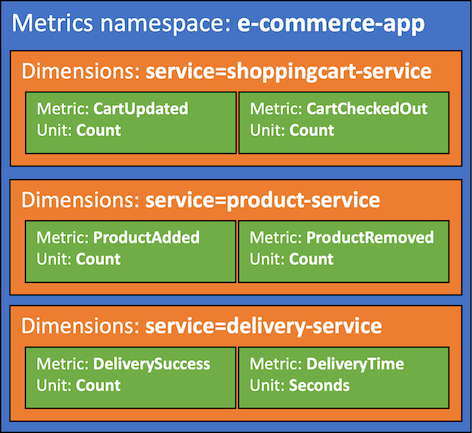 Metrics namespace: e-commerce-app
Dimensions: service=shoppingcart-service
Metric: CartUpdated
Unit: Count
Metric: CartCheckedOut
Unit: Count
Dimensions: service=product-service
Metric: ProductAdded
Unit: Count
Metric: ProductRemoved
Unit: Count
Dimensions: service=delivery-service
Metric: DeliverySuccess
Unit: Count
Metric: DeliveryTime
Unit: Seconds